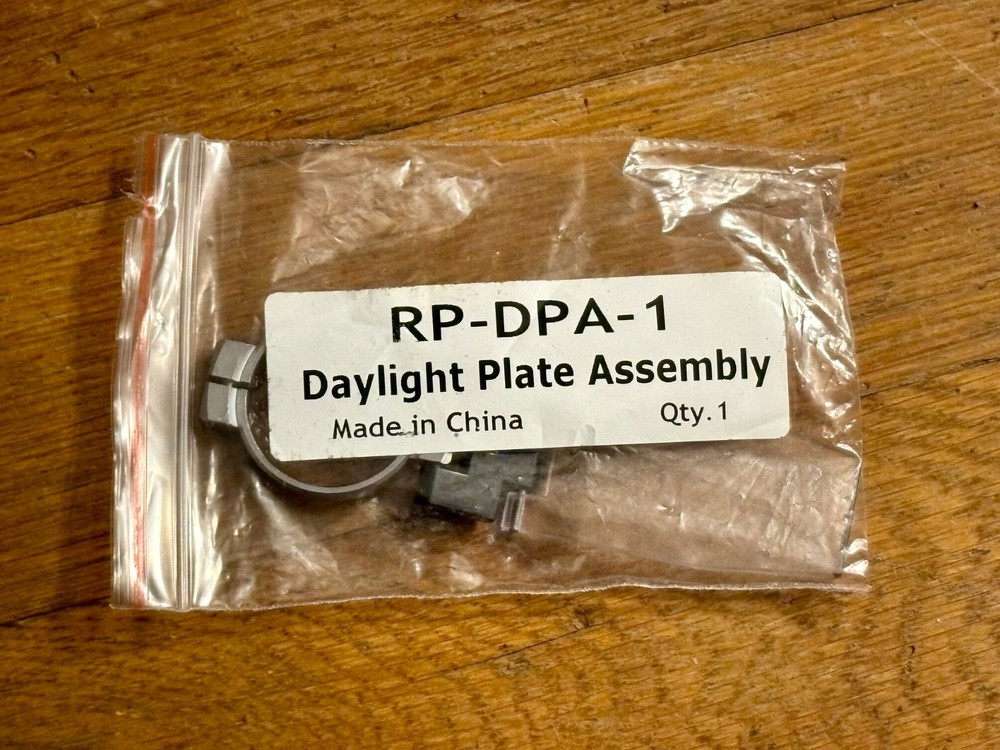 RP-DPA-1
Daylight Plate Assembly
Made in China Qty.1